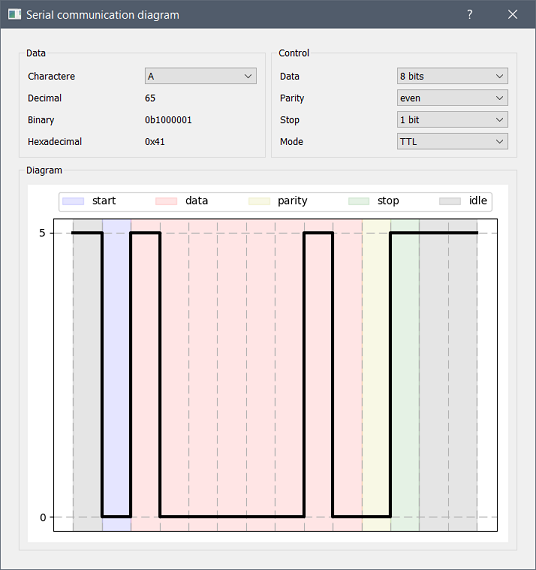 Serial communication diagram
?
Data
Charactere A
Decimal 65
Binary 0b1000001
Hexadecimal 0x41
Control
Data 8 bits
Parity even
Stop 1 bit
Mode TTL
Diagram
start data parity stop idle
5
0